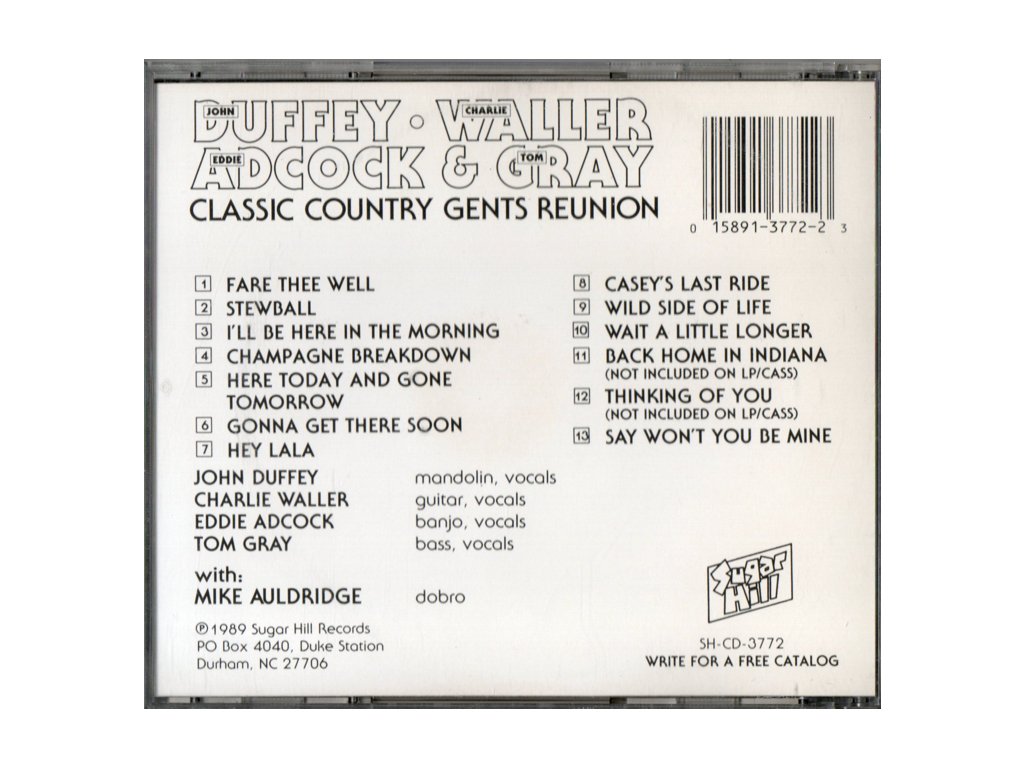 JOHN DUFFEY • CHARLIE WALLER
EDDIE ADCOCK & TOM GRAY
CLASSIC COUNTRY GENTS REUNION
0 15891-3772-2 3
1 FARE THEE WELL
2 STEWBALL
3 I'LL BE HERE IN THE MORNING
4 CHAMPAGNE BREAKDOWN
5 HERE TODAY AND GONE
TOMORROW
6 GONNA GET THERE SOON
7 HEY LALA
8 CASEY'S LAST RIDE
9 WILD SIDE OF LIFE
10 WAIT A LITTLE LONGER
11 BACK HOME IN INDIANA
(NOT INCLUDED ON LP/CASS)
12 THINKING OF YOU
(NOT INCLUDED ON LP/CASS)
13 SAY WON'T YOU BE MINE
JOHN DUFFEY mandolin, vocals
CHARLIE WALLER guitar, vocals
EDDIE ADCOCK banjo, vocals
TOM GRAY bass, vocals
with:
MIKE AULDRIDGE dobro
℗1989 Sugar Hill Records
PO Box 4040, Duke Station
Durham, NC 27706
Sugar
Hill
SH-CD-3772
WRITE FOR A FREE CATALOG